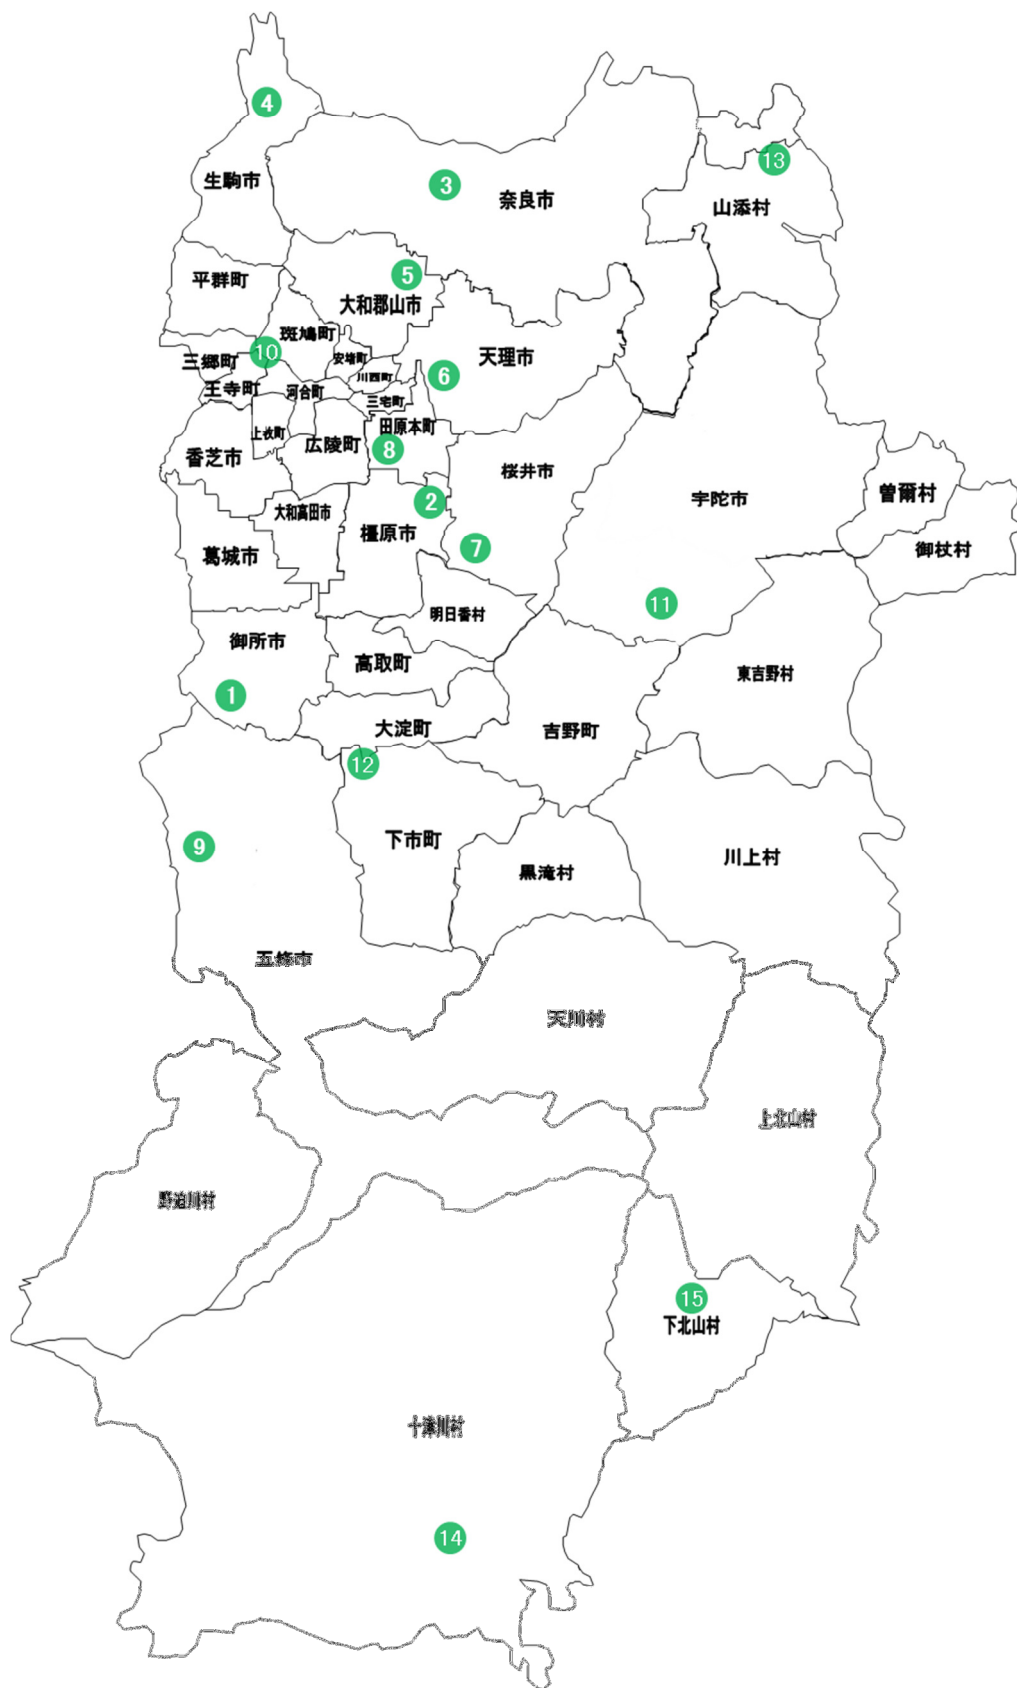 4
13
生駒市
3
奈良市
山添村
平群町
5
大和郡山市
斑鳩町
10
三郷町
安堵町
天理市
川西町
6
王寺町
河合町
三宅町
上牧町
田原本町
広陵町
8
香芝市
桜井市
曽爾村
2
宇陀市
大和高田市
橿原市
葛城市
7
御杖村
11
明日香村
御所市
高取町
東吉野村
1
大淀町
吉野町
12
下市町
9
川上村
黒滝村
五條市
天川村
上北山村
野迫川村
15
下北山村
十津川村
14